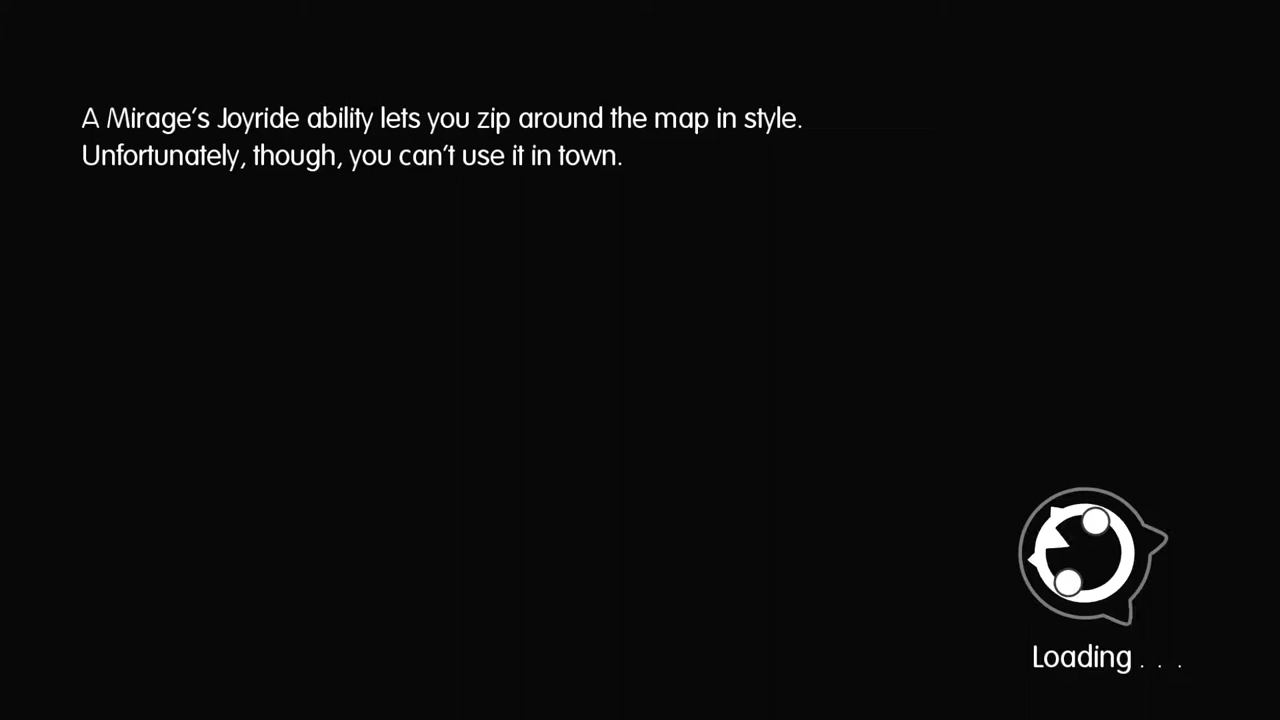 A Mirage's Joyride ability lets you zip around the map in style.
Unfortunately, though, you can't use it in town.
Loading . . .